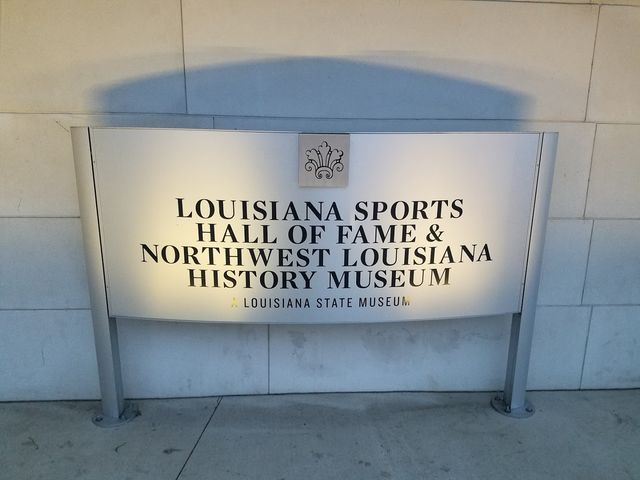 LOUISIANA SPORTS
HALL OF FAME &
NORTHWEST LOUISIANA
HISTORY MUSEUM
A LOUISIANA STATE MUSEUM